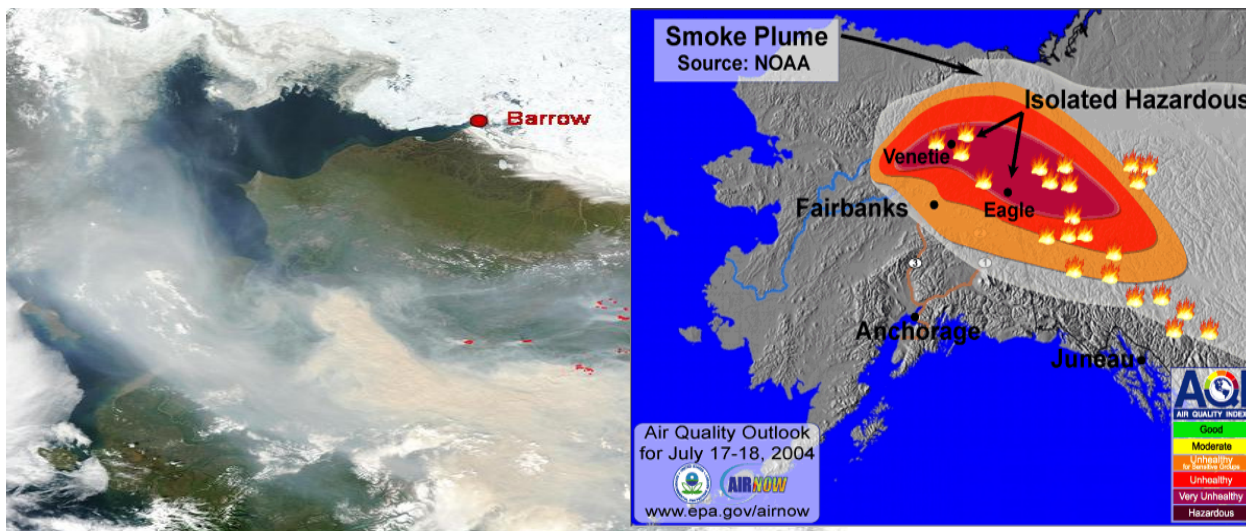 Barrow
Smoke Plume
Source: NOAA
Isolated Hazardous
Venetie
Eagle
Fairbanks
3
1
Anchorage
Juneau
Air Quality Outlook
for July 17-18, 2004
AIRNOW
www.epa.gov/airnow
AQI
AIR QUALITY INDEX
Good
Moderate
Unhealthy
for Sensitive Groups
Unhealthy
Very Unhealthy
Hazardous